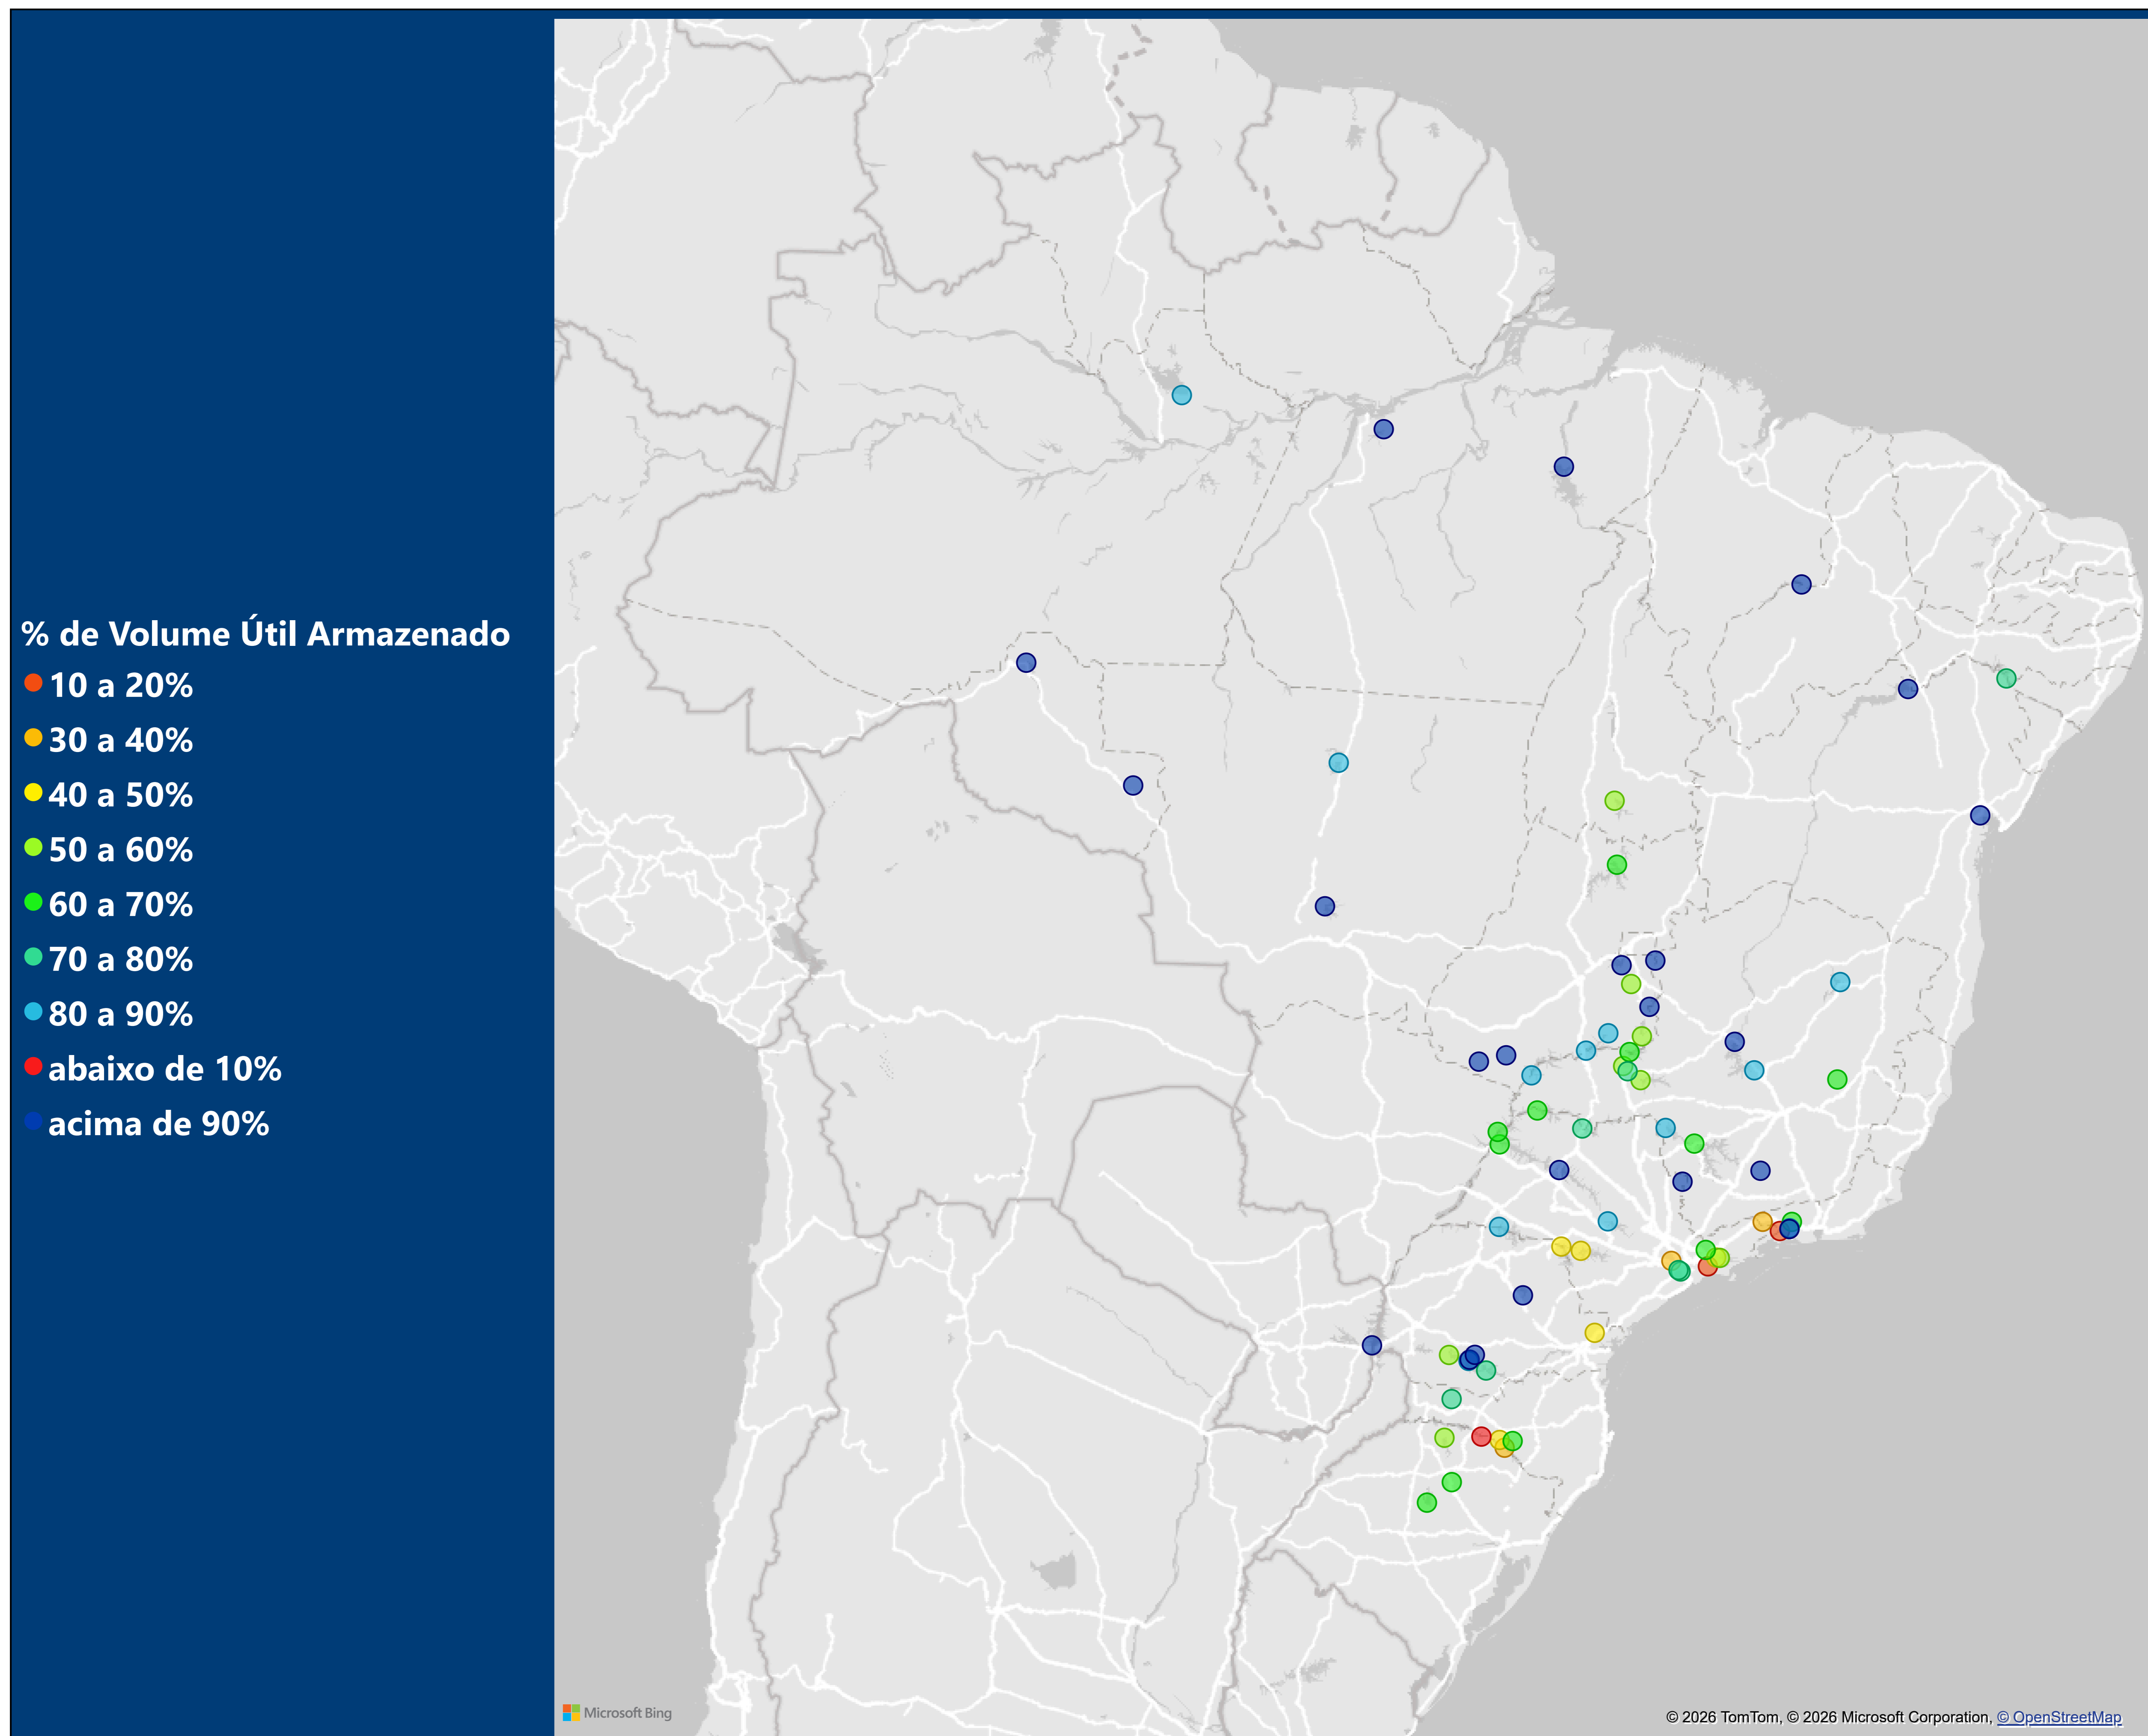 % de Volume Útil Armazenado
10 a 20%
30 a 40%
40 a 50%
50 a 60%
60 a 70%
70 a 80%
80 a 90%
abaixo de 10%
acima de 90%
Microsoft Bing
© 2026 TomTom, © 2026 Microsoft Corporation, © OpenStreetMap